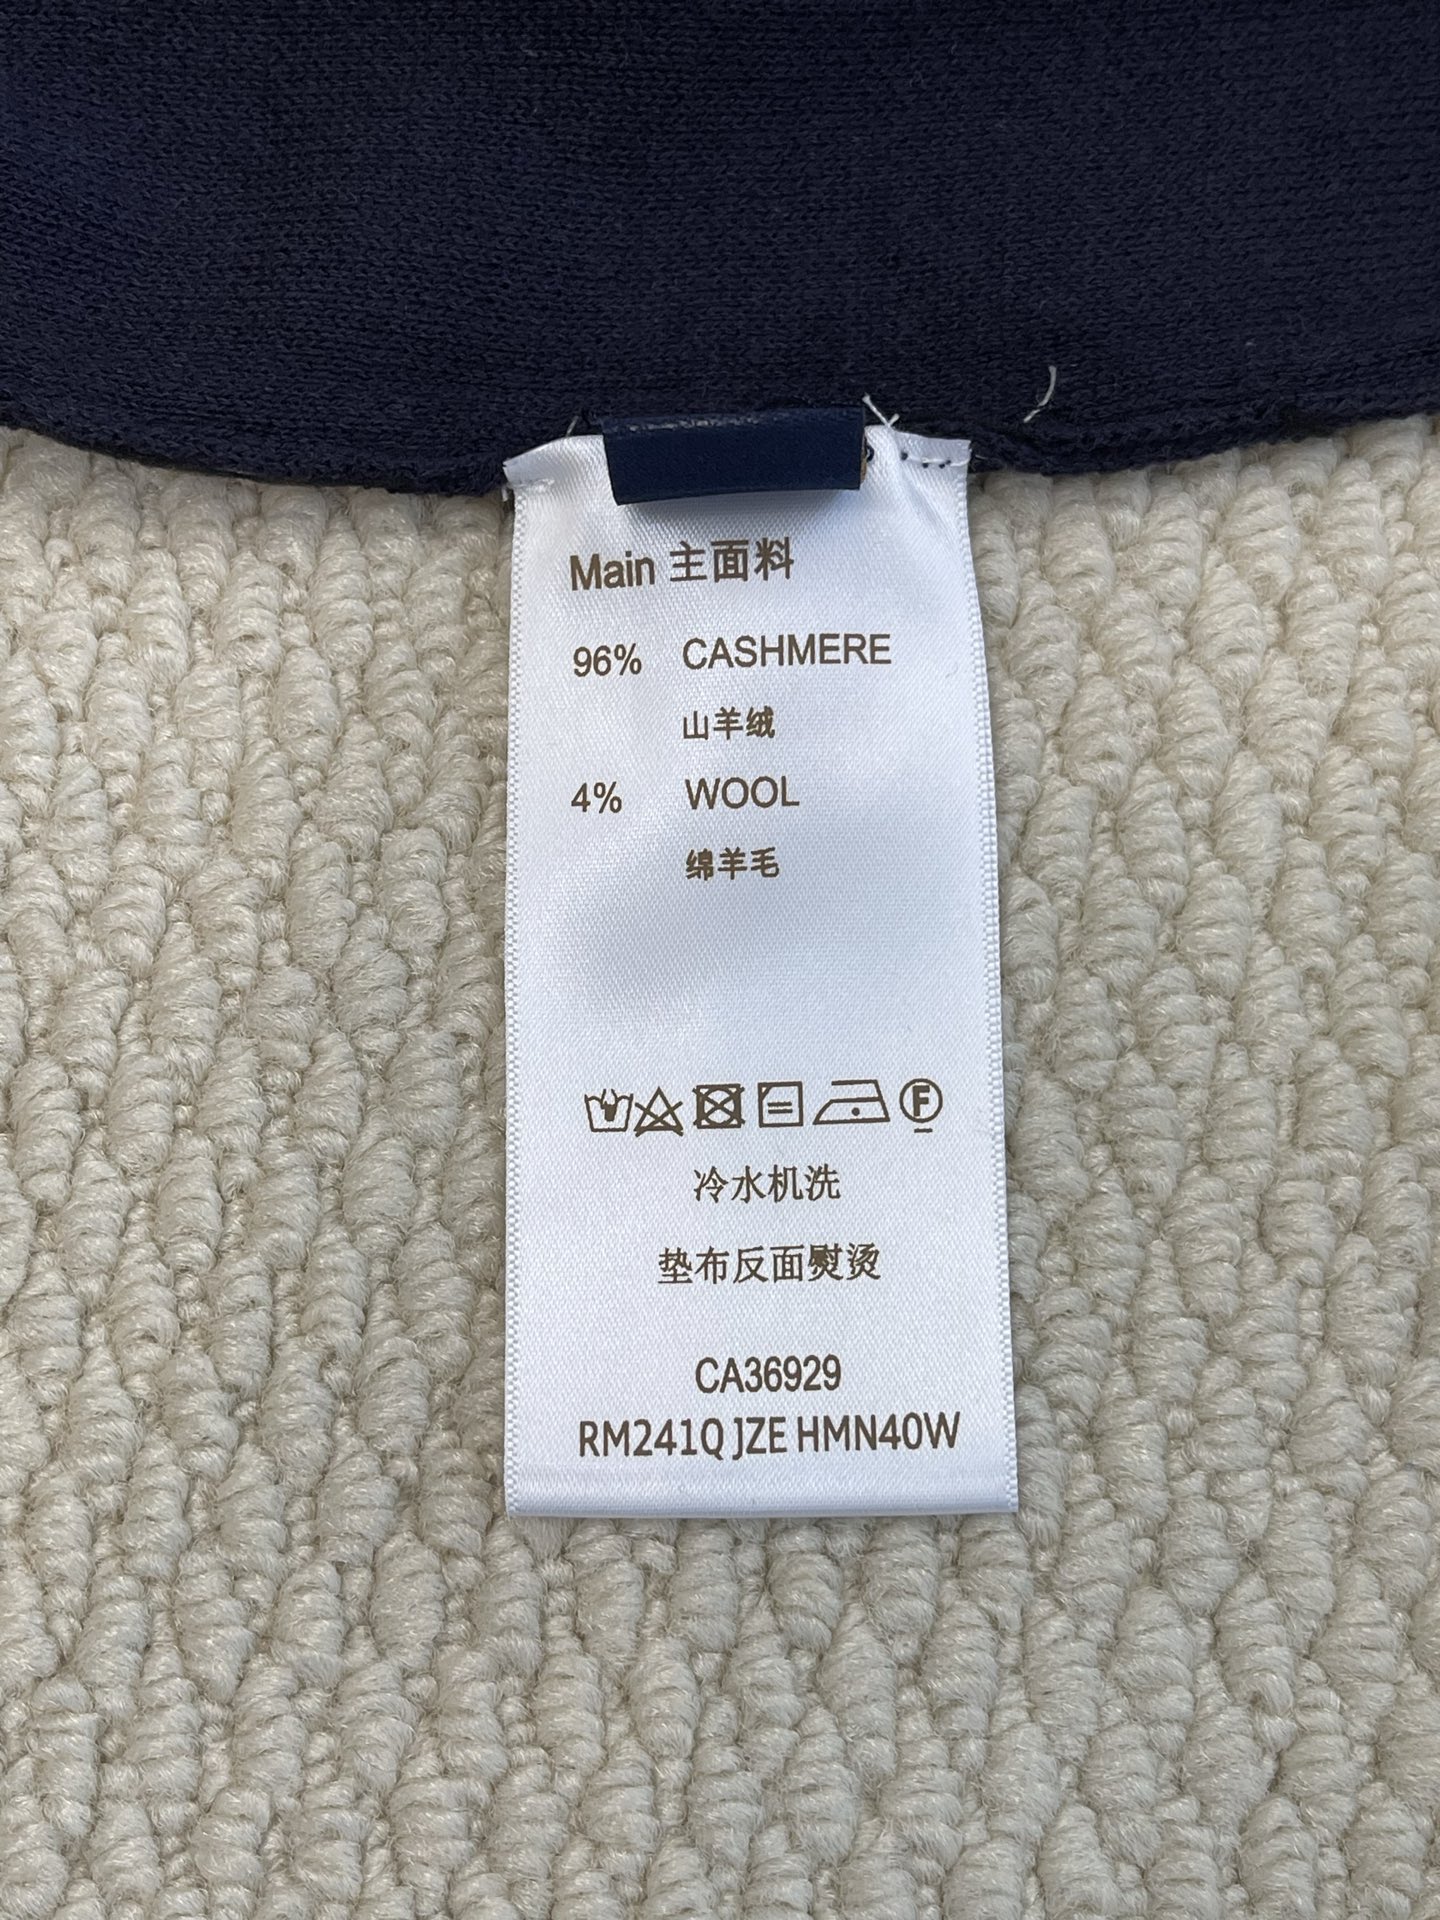 Main 主面料
96% CASHMERE
山羊绒
4% WOOL
绵羊毛
F
冷水机洗
垫布反面熨烫
CA36929
RM241Q JZE HMN40W